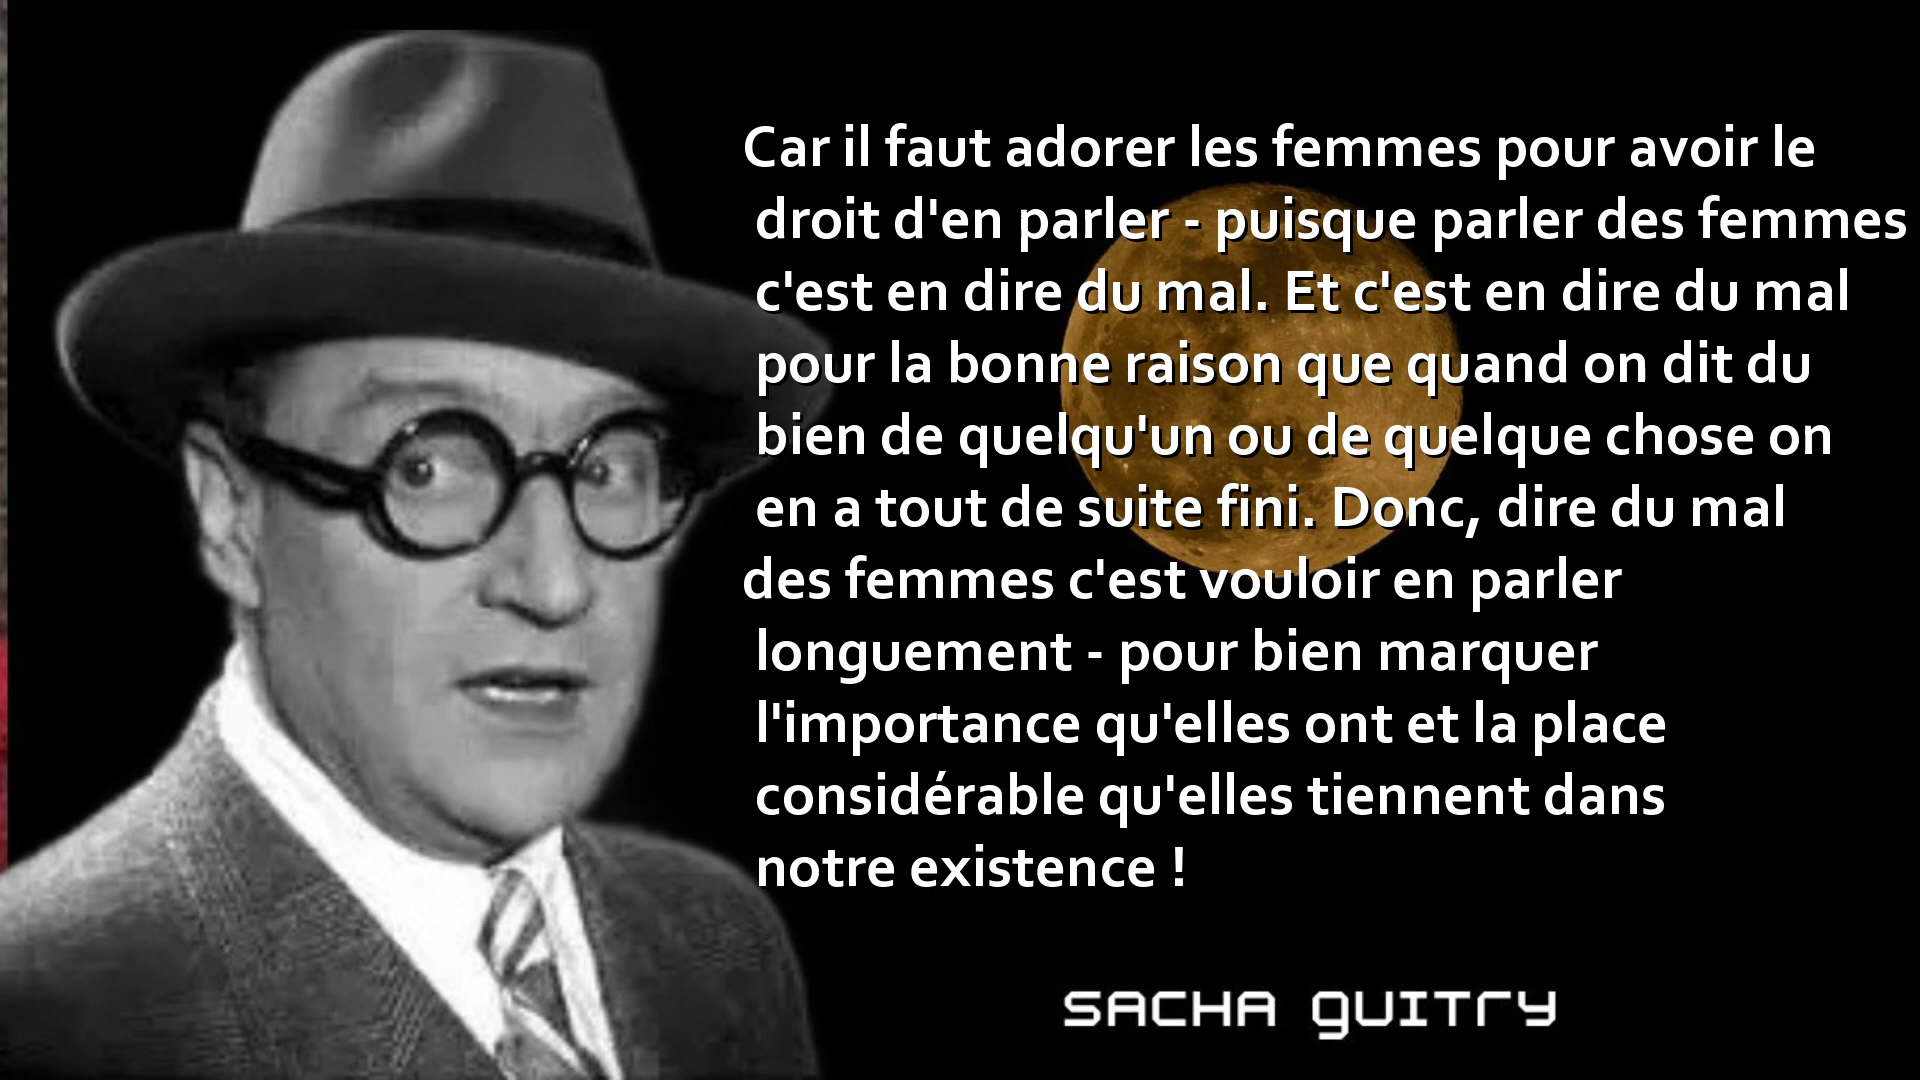 Car il faut adorer les femmes pour avoir le
droit d'en parler - puisque parler des femmes
c'est en dire du mal. Et c'est en dire du mal
pour la bonne raison que quand on dit du
bien de quelqu'un ou de quelque chose on
en a tout de suite fini. Donc, dire du mal
des femmes c'est vouloir en parler
longuement - pour bien marquer
l'importance qu'elles ont et la place
considérable qu'elles tiennent dans
notre existence !
SACHA gUITrY